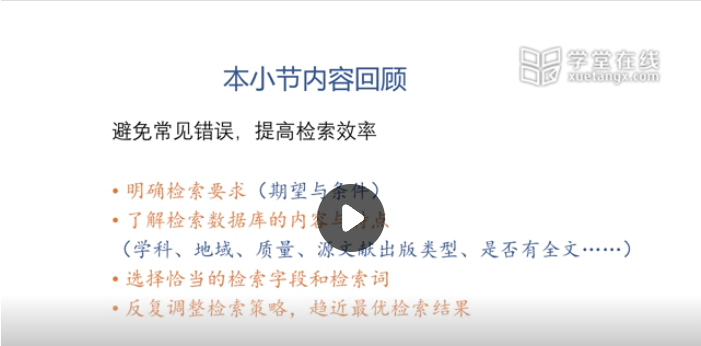 学堂在线
xuetangx.com
本小节内容回顾
避免常见错误，提高检索效率
• 明确检索要求（期望与条件）
• 了解检索数据库的内容与特点
（学科、地域、质量、源文献出版类型、是否有全文……）
• 选择恰当的检索字段和检索词
• 反复调整检索策略，趋近最优检索结果